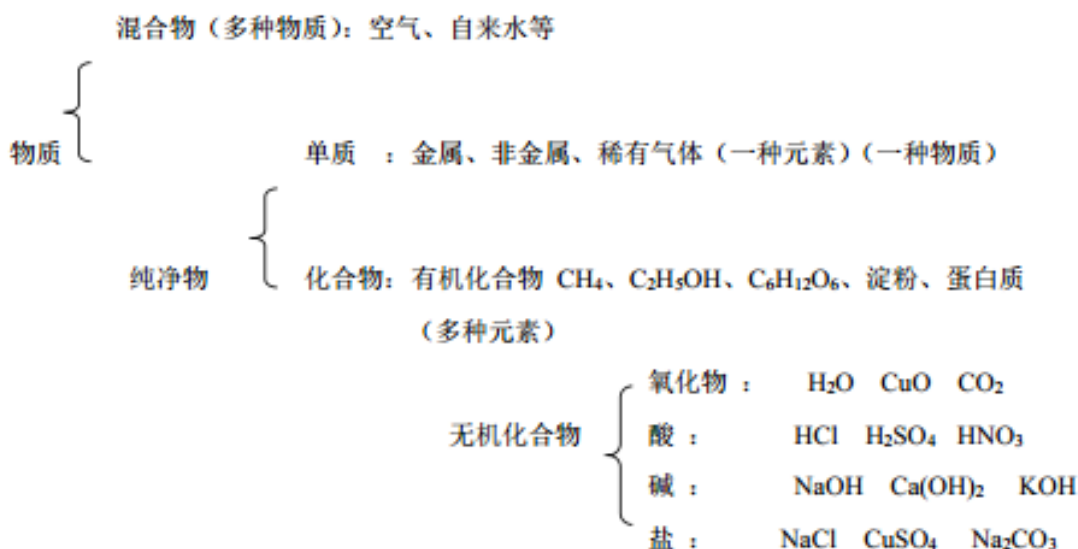 混合物（多种物质）：空气、自来水等
物质
单质 ：金属、非金属、稀有气体（一种元素）（一种物质）
纯净物
化合物：有机化合物 CH₄、C₂H₅OH、C₆H₁₂O₆、淀粉、蛋白质
（多种元素）
氧化物 ： H₂O CuO CO₂
无机化合物
酸 ： HCl H₂SO₄ HNO₃
碱 ： NaOH Ca(OH)₂ KOH
盐 ： NaCl CuSO₄ Na₂CO₃